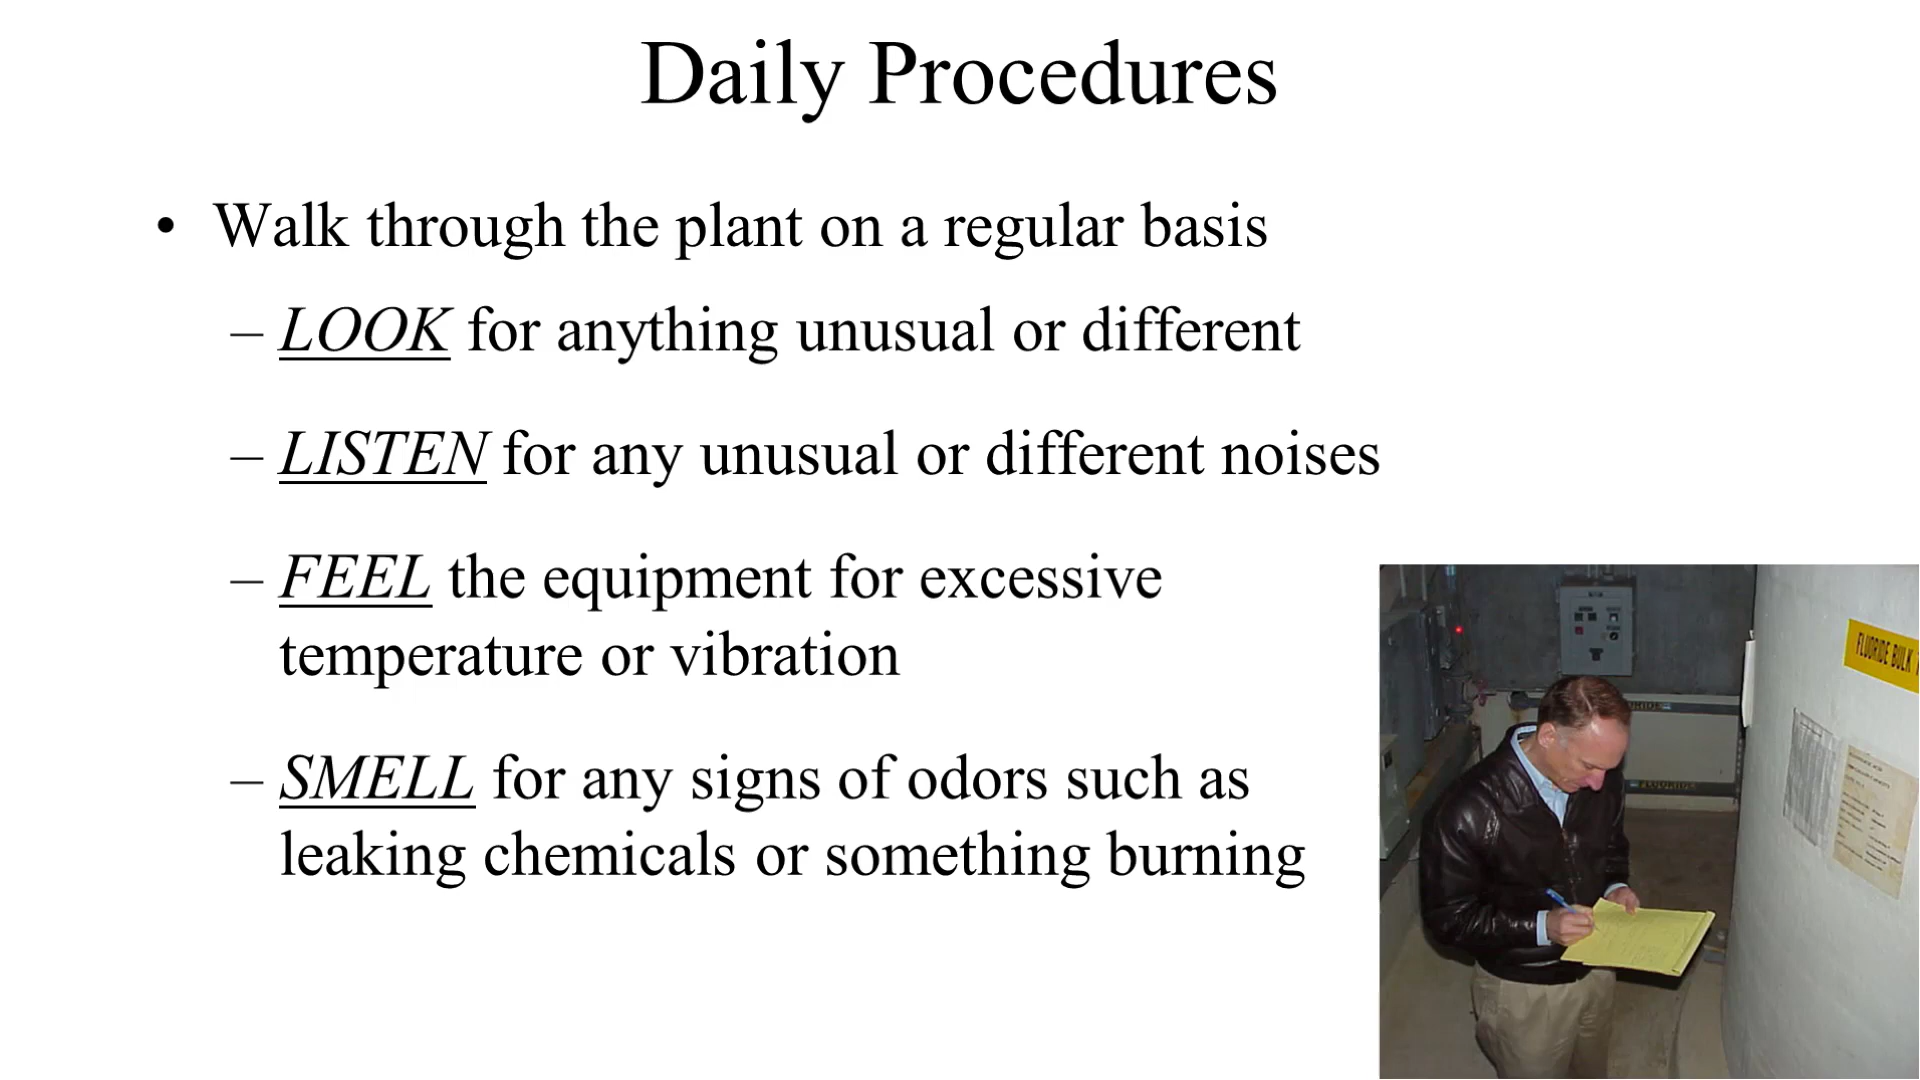 Daily Procedures
• Walk through the plant on a regular basis
– LOOK for anything unusual or different
– LISTEN for any unusual or different noises
– FEEL the equipment for excessive
temperature or vibration
– SMELL for any signs of odors such as
leaking chemicals or something burning
FLUORIDE BULK
FLUORIDE